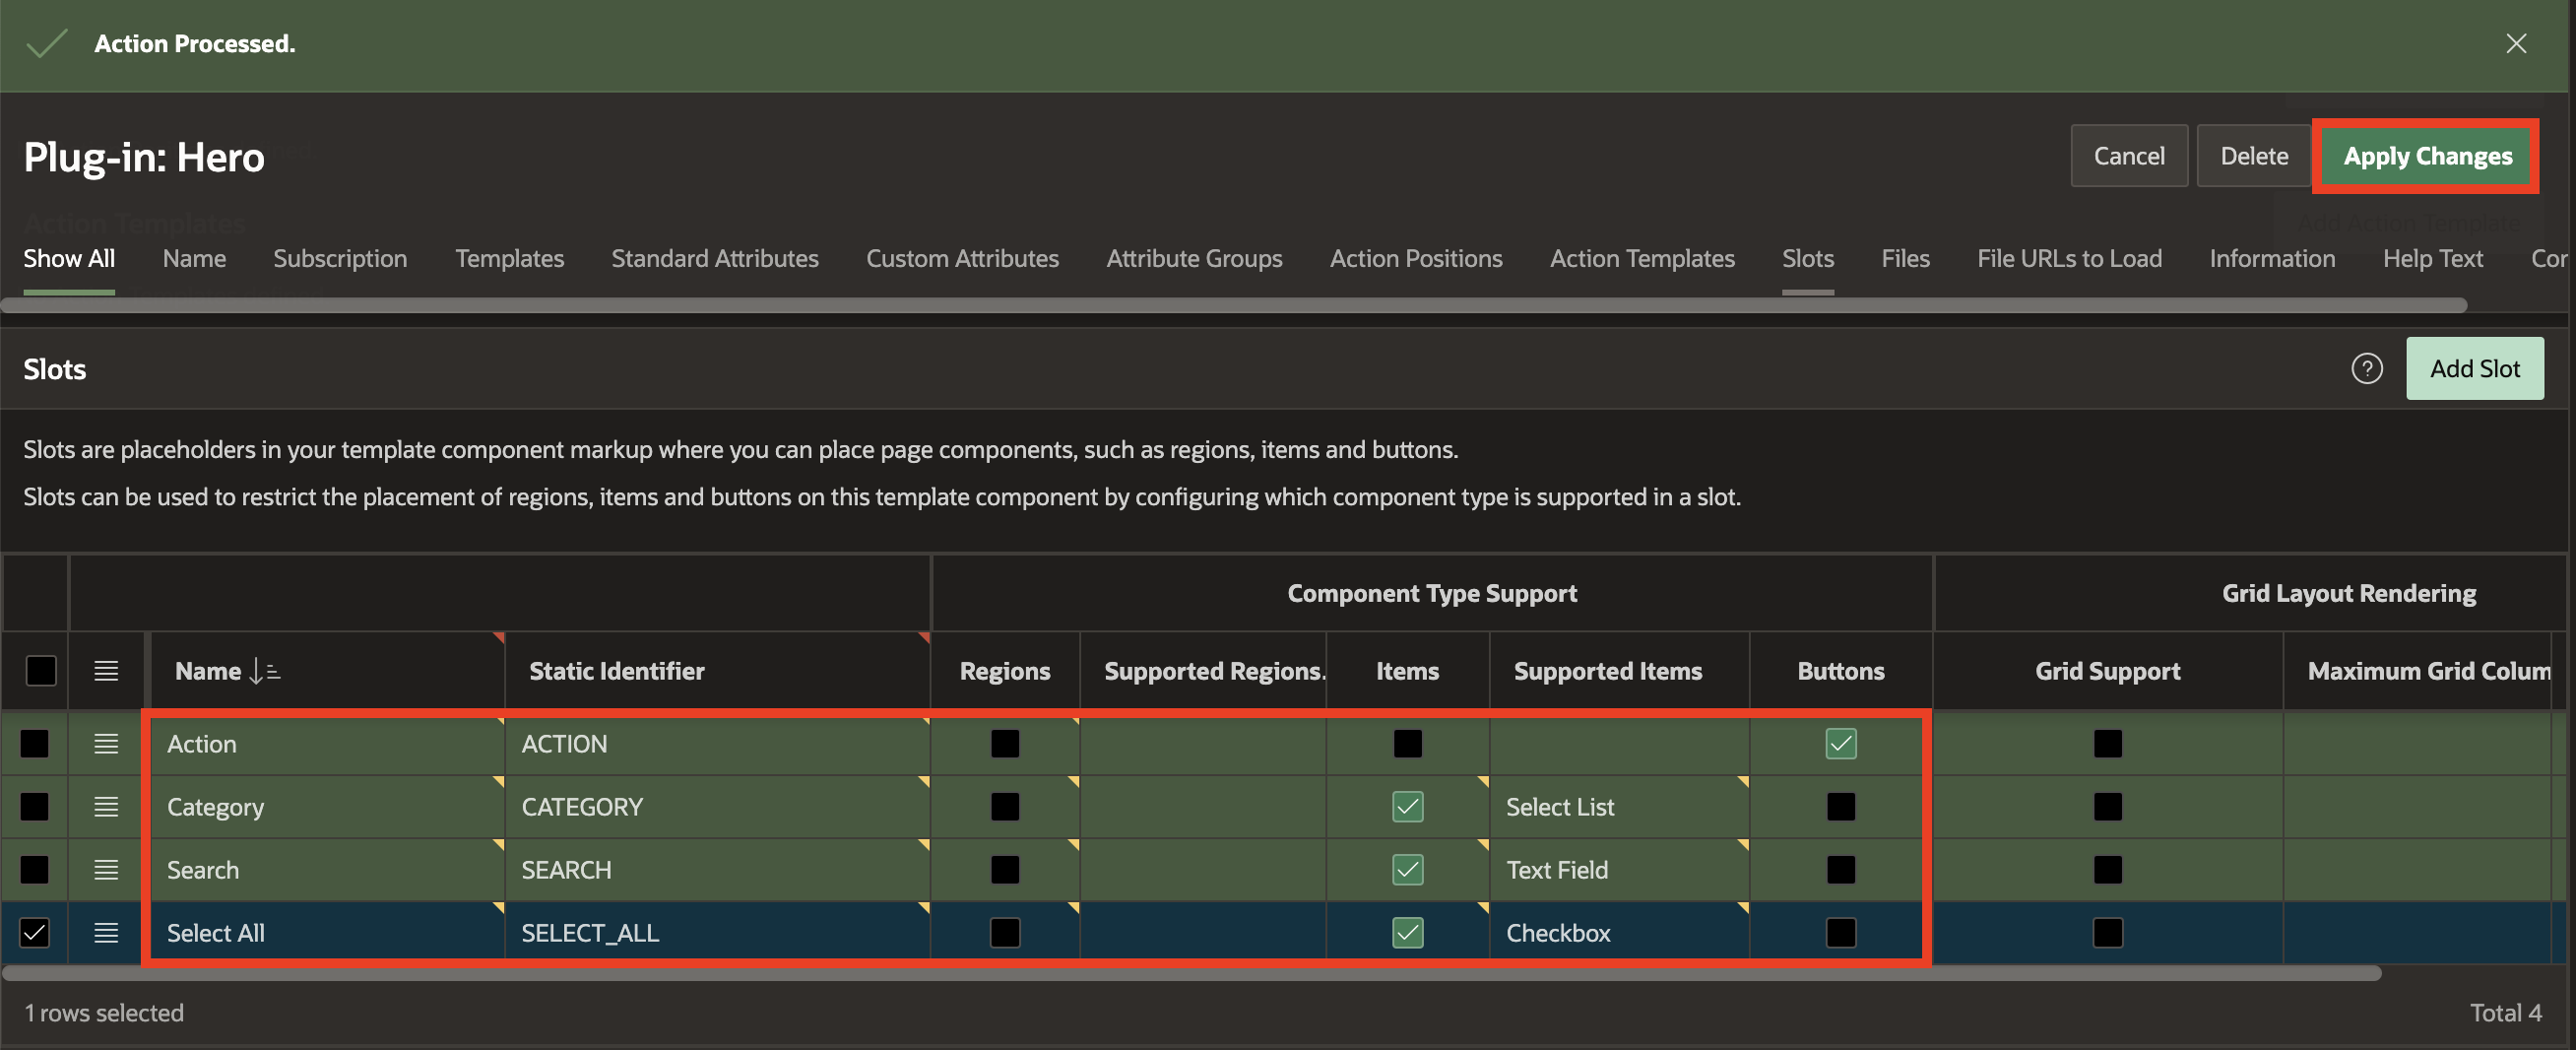 Action Processed.
Plug-in: Hero
Cancel Delete Apply Changes
Action Templates
Add Action Template
Show All Name Subscription Templates Standard Attributes Custom Attributes Attribute Groups Action Positions Action Templates Slots Files File URLs to Load Information Help Text Cor
Slots
? Add Slot
Slots are placeholders in your template component markup where you can place page components, such as regions, items and buttons.
Slots can be used to restrict the placement of regions, items and buttons on this template component by configuring which component type is supported in a slot.
Component Type Support Grid Layout Rendering
Name Static Identifier Regions Supported Regions. Items Supported Items Buttons Grid Support Maximum Grid Colum
Action ACTION
Category CATEGORY Select List
Search SEARCH Text Field
Select All SELECT_ALL Checkbox
1 rows selected Total 4